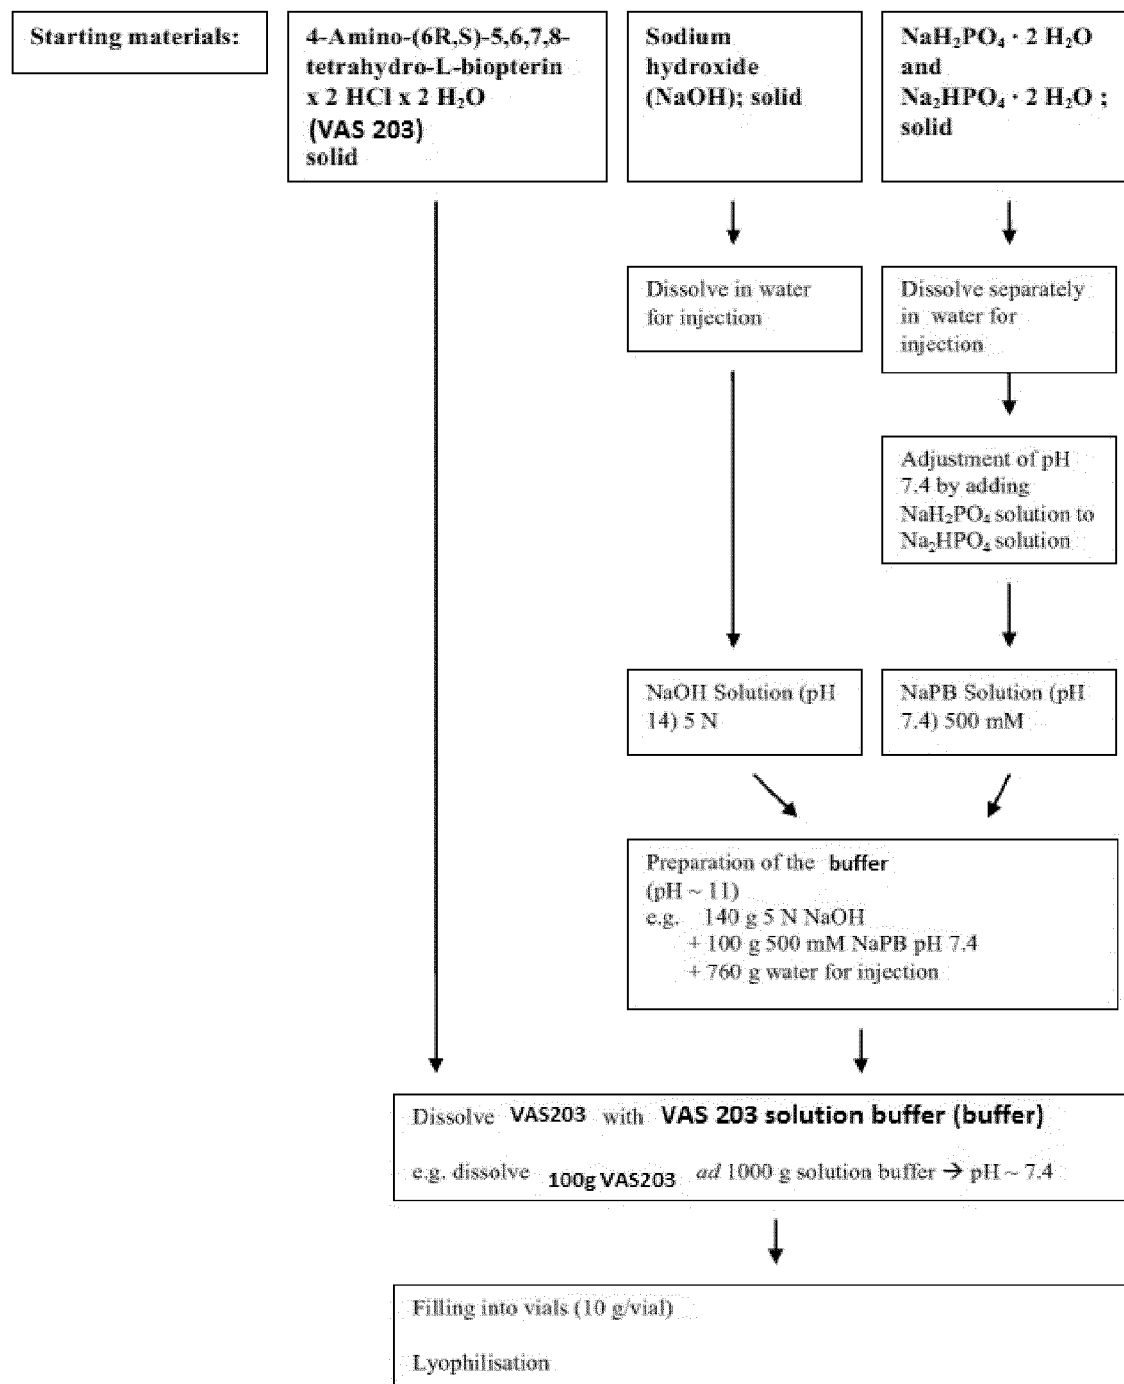 Starting materials:
4-Amino-(6R,S)-5,6,7,8-
tetrahydro-L-biopterin
x 2 HCl x 2 H₂O
(VAS 203)
solid
Sodium
hydroxide
(NaOH); solid
NaH₂PO₄ · 2 H₂O
and
Na₂HPO₄ · 2 H₂O ;
solid
Dissolve in water
for injection
Dissolve separately
in water for
injection
Adjustment of pH
7.4 by adding
NaH₂PO₄ solution to
Na₂HPO₄ solution
NaOH Solution (pH
14) 5 N
NaPB Solution (pH
7.4) 500 mM
Preparation of the buffer
(pH ~ 11)
e.g. 140 g 5 N NaOH
+ 100 g 500 mM NaPB pH 7.4
+ 760 g water for injection
Dissolve VAS203 with VAS 203 solution buffer (buffer)
e.g. dissolve 100g VAS203 ad 1000 g solution buffer → pH ~ 7.4
Filling into vials (10 g/vial)
Lyophilisation